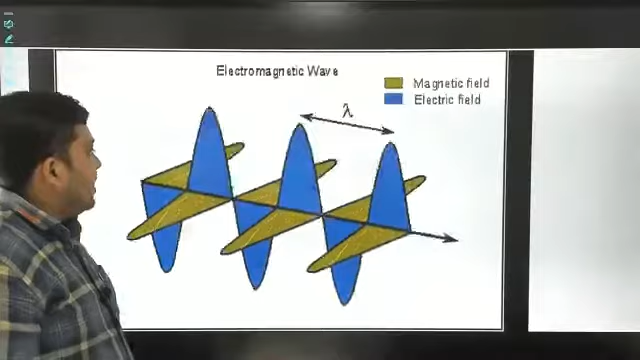 Electromagnetic Wave
Magnetic field
Electric field
λ